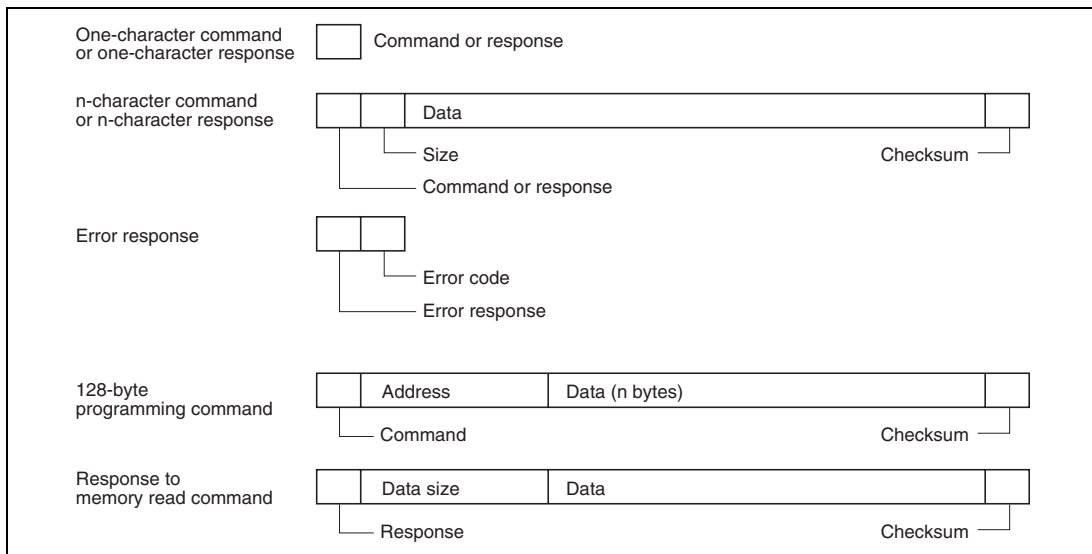 One-character command
or one-character response
Command or response
n-character command
or n-character response
Data
Size
Checksum
Command or response
Error response
Error code
Error response
128-byte
programming command
Address
Data (n bytes)
Command
Checksum
Response to
memory read command
Data size
Data
Response
Checksum